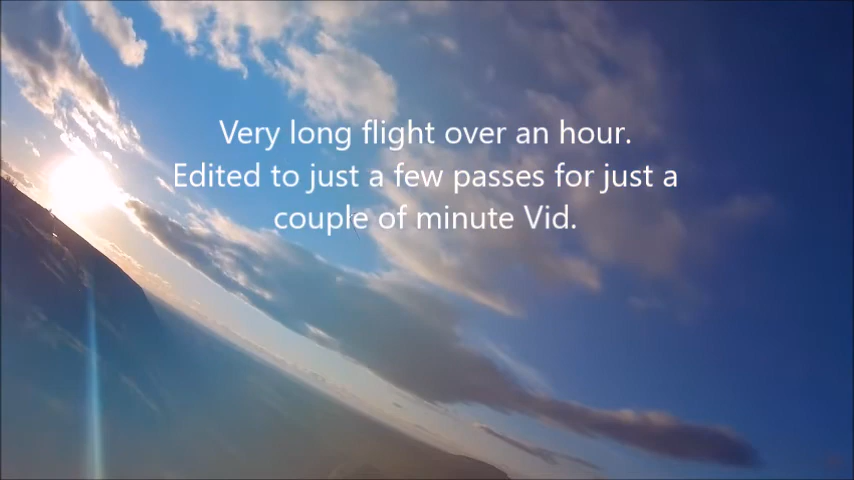 Very long flight over an hour.
Edited to just a few passes for just a
couple of minute Vid.